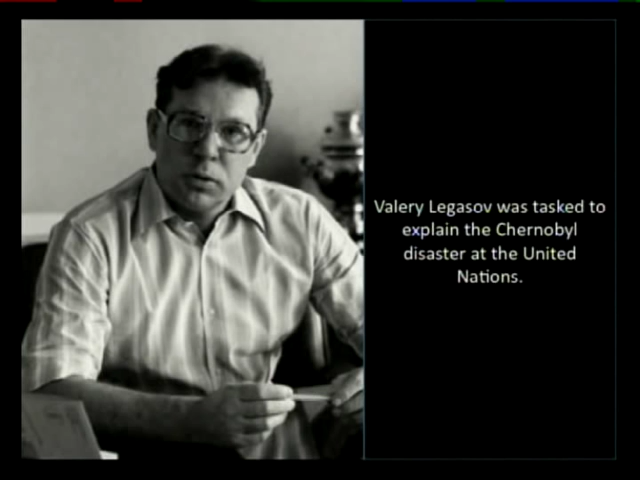 Valery Legasov was tasked to
explain the Chernobyl
disaster at the United
Nations.